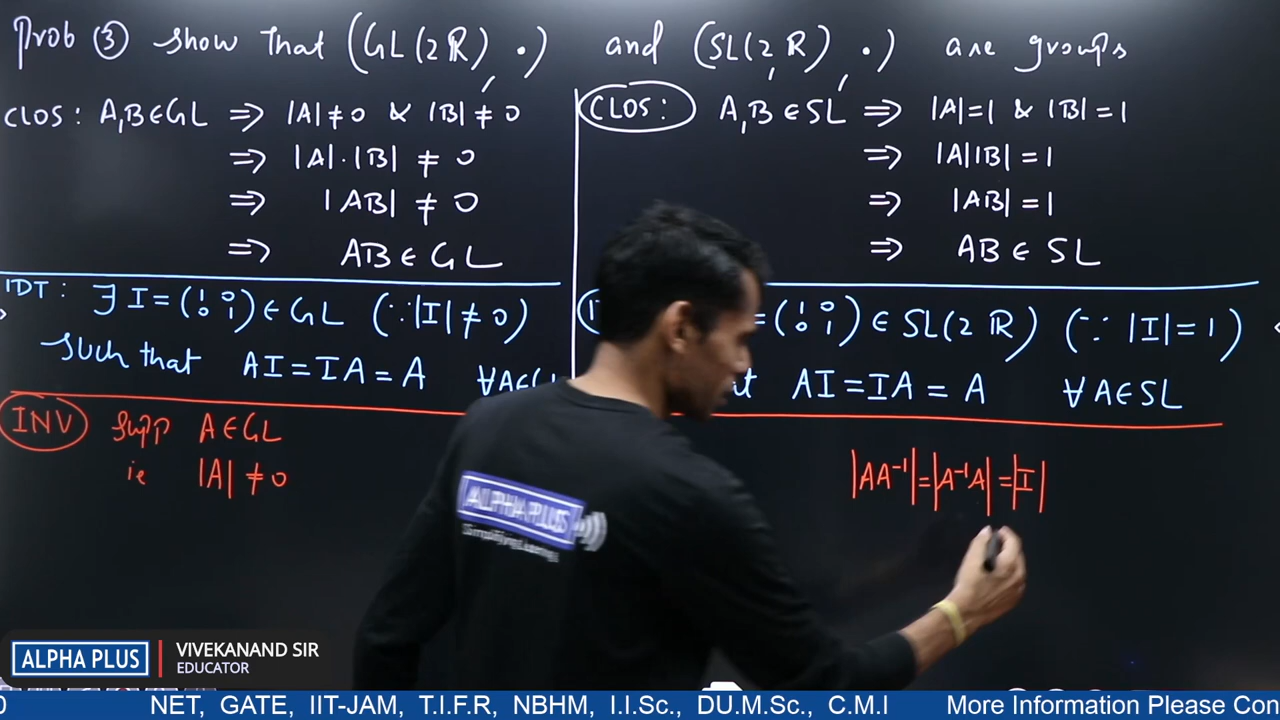 Prob ③ show that (GL(2 ℝ), ·) and (SL(2, ℝ), ·) are groups
CLOS: A,B∈GL ⇒ |A|≠0 & |B|≠0
⇒ |A|·|B| ≠ 0
⇒ |AB| ≠ 0
⇒ AB∈GL
CLOS: A,B∈SL ⇒ |A|=1 & |B|=1
⇒ |A||B|=1
⇒ |AB|=1
⇒ AB∈SL
IDT: ∃ I=(1 0 0 1)∈GL (∵|I|≠0)
such that AI=IA=A ∀A∈
=(1 0 0 1)∈SL(2 ℝ) (∵ |I|=1)
AI=IA=A ∀A∈SL
INV Supp A∈GL
ie |A|≠0
|AA⁻¹|=|A⁻¹A|=|I|
ALPHA PLUS
ALPHA PLUS
VIVEKANAND SIR
EDUCATOR
0 NET, GATE, IIT-JAM, T.I.F.R, NBHM, I.I.Sc., DU.M.Sc., C.M.I More Information Please Con